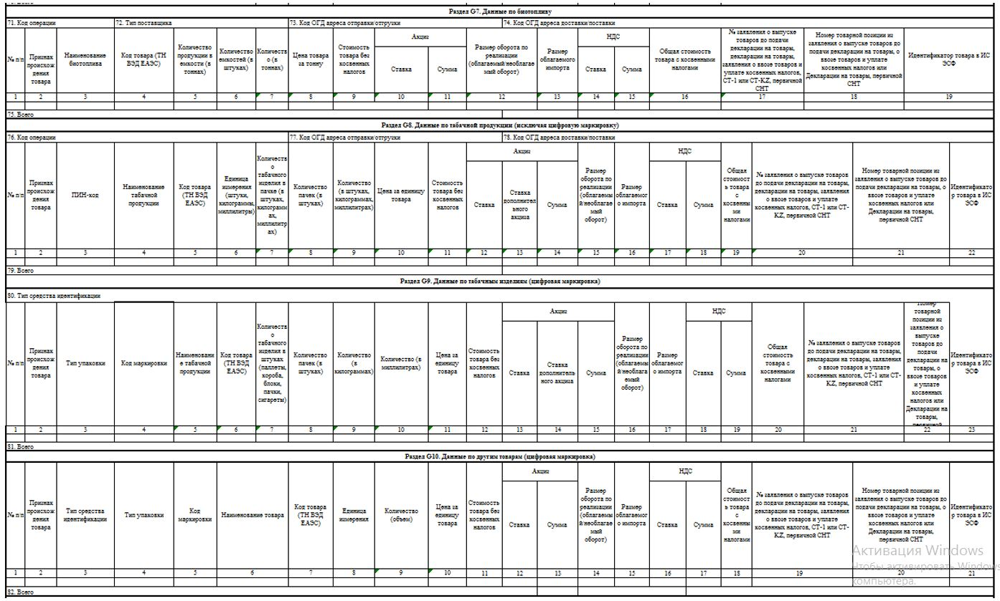 Раздел G7. Данные по биотопливу
71. Код операции 72. Тип поставщика 73. Код ОГД адреса отправки/отгрузки 74. Код ОГД адреса доставки/поставки
№ п/п
Признак происхождения товара
Наименование биотоплива
Код товара (ТН ВЭД ЕАЭС)
Количество продукции в емкости (в тоннах)
Количество емкостей (в штуках)
Количество (в тоннах)
Цена товара за тонну
Стоимость товара без косвенных налогов
Акциз
Ставка
Сумма
Размер оборота по реализации (облагаемый/необлагаемый оборот)
Размер облагаемого импорта
НДС
Ставка
Сумма
Общая стоимость товара с косвенными налогами
№ заявления о выпуске товаров до подачи декларации на товары, декларации на товары, заявления о ввозе товаров и уплате косвенных налогов, СТ-1 или СТ-KZ, первичной СНТ
Номер товарной позиции из заявления о выпуске товаров до подачи декларации на товары, о ввозе товаров и уплате косвенных налогов или Декларации на товары, первичной СНТ
Идентификатор товара в ИС ЭСФ
1 2 3 4 5 6 7 8 9 10 11 12 13 14 15 16 17 18 19
75. Всего
Раздел G8. Данные по табачной продукции (исключая цифровую маркировку)
76. Код операции 77. Код ОГД адреса отправки/отгрузки 78. Код ОГД адреса доставки/поставки
№ п/п
Признак происхождения товара
ПИН-код
Наименование табачной продукции
Код товара (ТН ВЭД ЕАЭС)
Единица измерения (штуки, килограммы, миллилитры)
Количество табачного изделия в пачке (в штуках, килограммах, миллилитрах)
Количество пачек (в штуках)
Количество (в штуках, килограммах, миллилитрах)
Цена за единицу товара
Стоимость товара без косвенных налогов
Акциз
Ставка
Ставка дополнительного акциза
Сумма
Размер оборота по реализации (облагаемый/необлагаемый оборот)
Размер облагаемого импорта
НДС
Ставка
Сумма
Общая стоимость товара с косвенными налогами
№ заявления о выпуске товаров до подачи декларации на товары, декларации на товары, заявления о ввозе товаров и уплате косвенных налогов, СТ-1 или СТ-KZ, первичной СНТ
Номер товарной позиции из заявления о выпуске товаров до подачи декларации на товары, о ввозе товаров и уплате косвенных налогов или Декларации на товары, первичной СНТ
Идентификатор товара в ИС ЭСФ
1 2 3 4 5 6 7 8 9 10 11 12 13 14 15 16 17 18 19 20 21 22
79. Всего
Раздел G9. Данные по табачным изделиям (цифровая маркировка)
80. Тип средства идентификации
№ п/п
Признак происхождения товара
Тип упаковки
Код маркировки
Наименование табачной продукции
Код товара (ТН ВЭД ЕАЭС)
Количество табачного изделия в штуках (паллеты, короба, блоки, пачки, сигареты)
Количество пачек (в штуках)
Количество (в килограммах)
Количество (в миллилитрах)
Цена за единицу товара
Стоимость товара без косвенных налогов
Акциз
Ставка
Ставка дополнительного акциза
Сумма
Размер оборота по реализации (облагаемый/необлагаемый оборот)
Размер облагаемого импорта
НДС
Ставка
Сумма
Общая стоимость товара с косвенными налогами
№ заявления о выпуске товаров до подачи декларации на товары, декларации на товары, заявления о ввозе товаров и уплате косвенных налогов, СТ-1 или СТ-KZ, первичной СНТ
Номер товарной позиции из заявления о выпуске товаров до подачи декларации на товары, о ввозе товаров и уплате косвенных налогов или Декларации на товары, первичной
Идентификатор товара в ИС ЭСФ
1 2 3 4 5 6 7 8 9 10 11 12 13 14 15 16 17 18 19 20 21 22 23
81. Всего
Раздел G10. Данные по другим товарам (цифровая маркировка)
№ п/п
Признак происхождения товара
Тип средства идентификации
Тип упаковки
Код маркировки
Наименование товара
Код товара (ТН ВЭД ЕАЭС)
Единица измерения
Количество (объем)
Цена за единицу товара
Стоимость товара без косвенных налогов
Акциз
Ставка
Сумма
Размер оборота по реализации (облагаемый/необлагаемый оборот)
Размер облагаемого импорта
НДС
Ставка
Сумма
Общая стоимость товара с косвенными налогами
№ заявления о выпуске товаров до подачи декларации на товары, декларации на товары, заявления о ввозе товаров и уплате косвенных налогов, СТ-1 или СТ-KZ, первичной СНТ
Номер товарной позиции из заявления о выпуске товаров до подачи декларации на товары, о ввозе товаров и уплате косвенных налогов или Декларации на товары, первичной СНТ
Идентификатор товара в ИС ЭСФ
1 2 3 4 5 6 7 8 9 10 11 12 13 14 15 16 17 18 19 20 21
82. Всего
Активация Windows
Чтобы активировать Windows
компьютера.